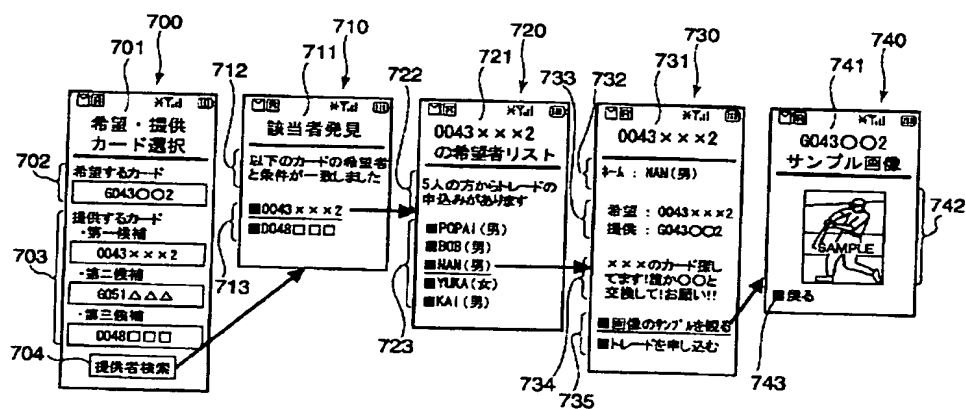 700
701
702
703
704
希望・提供
カード選択
希望するカード
G043○○2
提供するカード
・第一候補
0043×××2
・第二候補
G051△△△
・第三候補
D048□□□
提供者検索
710
711
712
713
該当者発見
以下のカードの希望者
と条件が一致しました
■0043×××2
■D048□□□
720
721
722
723
0043×××2
の希望者リスト
5人の方からトレードの
申込みがあります
■POPAI(男)
■BOB(男)
■NAN(男)
■YUKA(女)
■KAI(男)
730
731
732
733
734
735
0043×××2
ネーム : NAN(男)
希望 : 0043×××2
提供 : G043○○2
×××のカード探し
てます!誰か○○と
交換して!お願い!!
■画像のサンプルを観る
■トレードを申し込む
740
741
742
743
G043○○2
サンプル画像
SAMPLE
■戻る